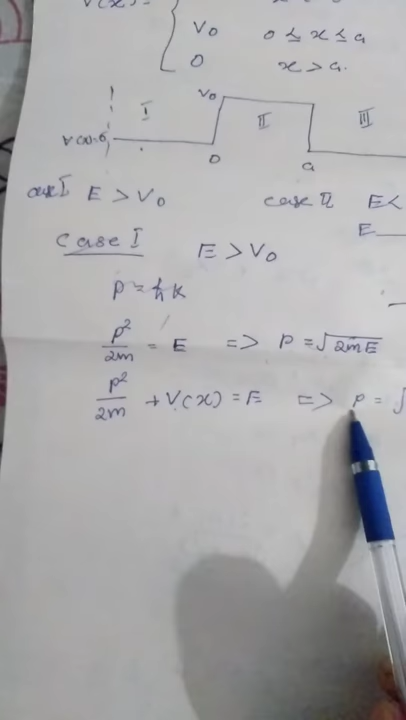 V(x) =
V₀ 0 ≤ x ≤ a
0 x > a.
V₀
I II III
0 a
case I E > V₀ case II E <
E
Case I E > V₀
p = ħk
p²/2m = E => p = √2mE
p²/2m + V(x) = E => p = √